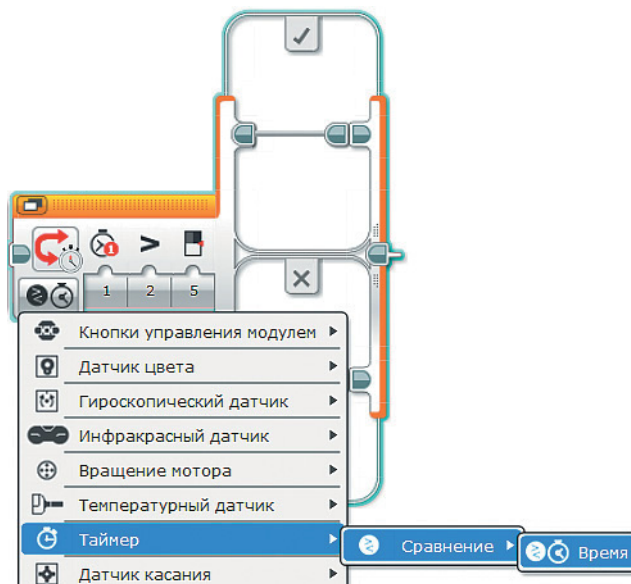 1
>
1 2 5
Кнопки управления модулем
Датчик цвета
Гироскопический датчик
Инфракрасный датчик
Вращение мотора
Температурный датчик
Таймер
Сравнение
Время
Датчик касания